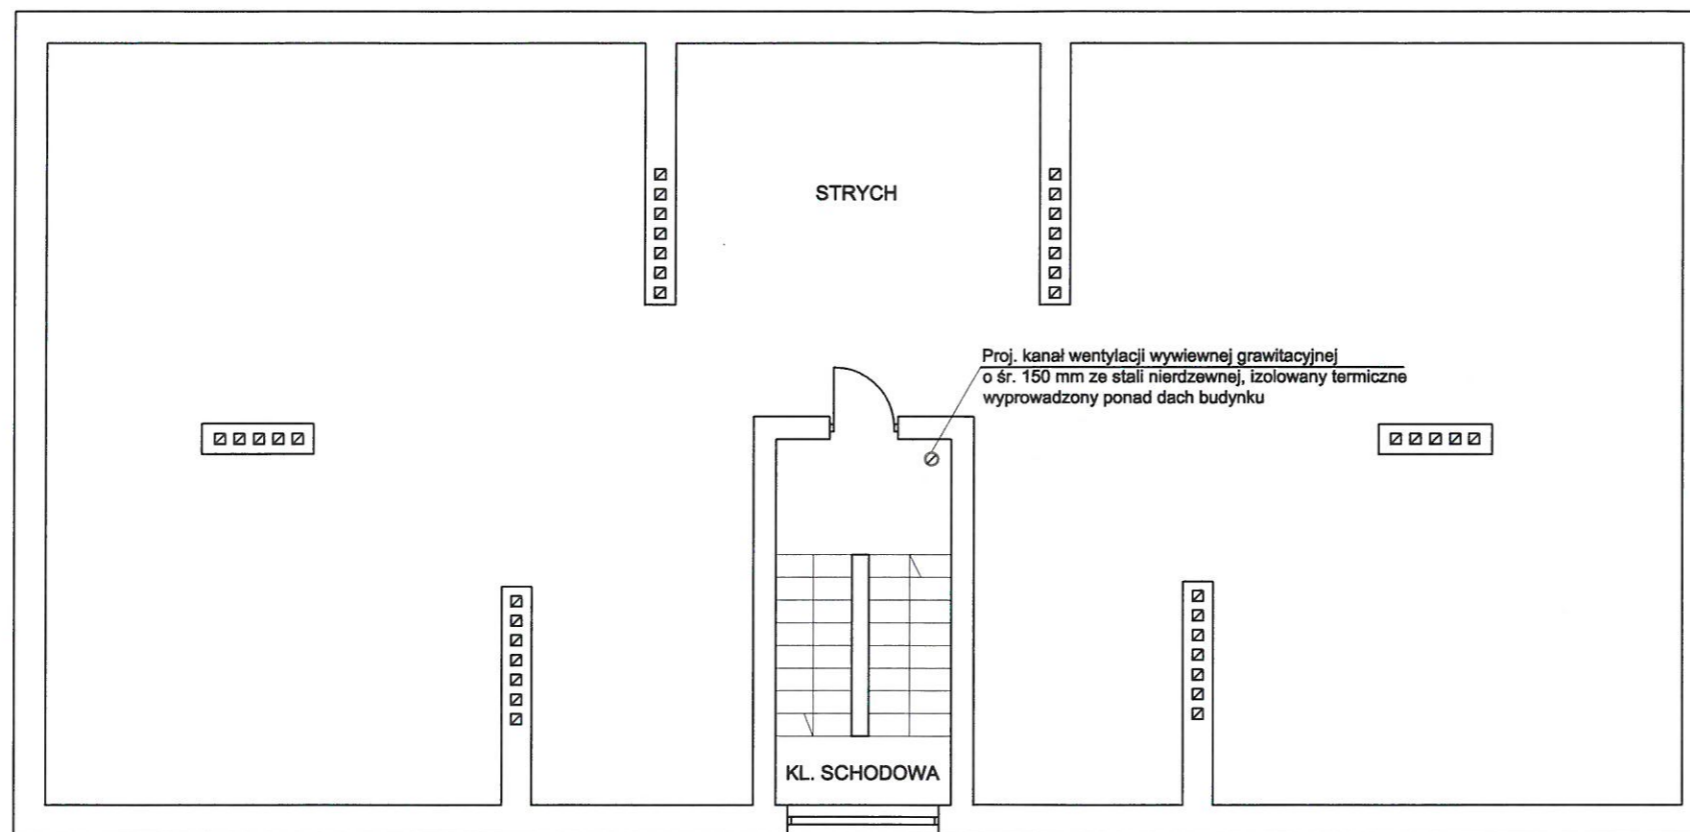 STRYCH
Proj. kanał wentylacji wywiewnej grawitacyjnej
o śr. 150 mm ze stali nierdzewnej, izolowany termiczne
wyprowadzony ponad dach budynku
KL. SCHODOWA